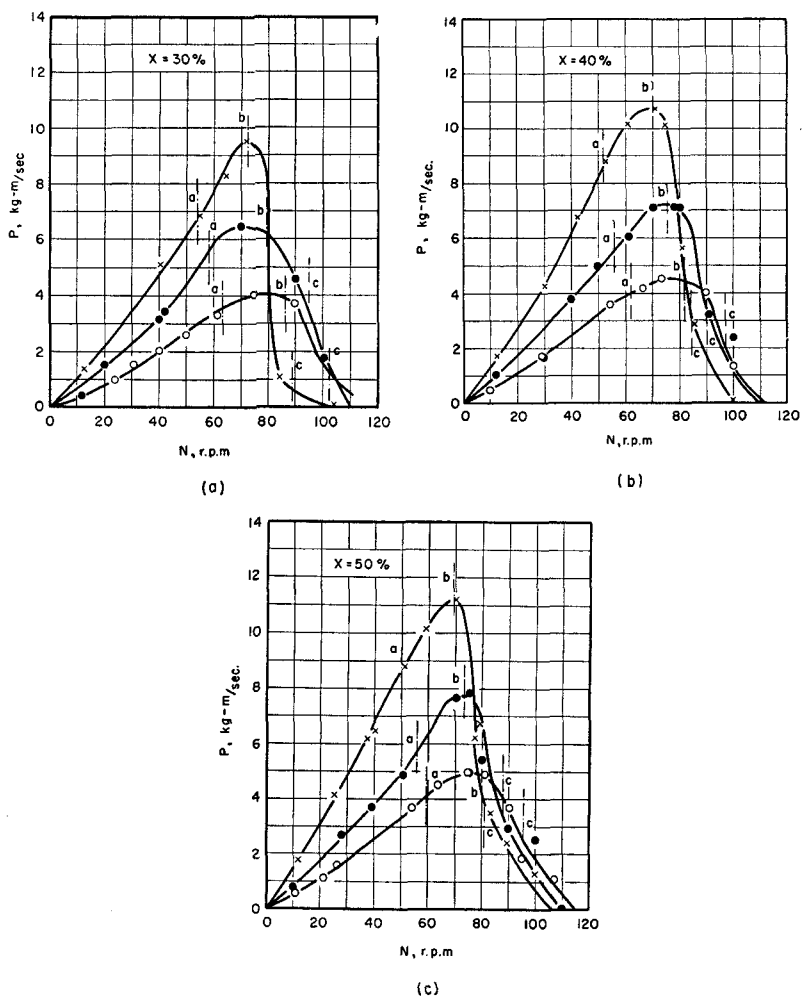 14
12
10
8
6
4
2
0
X = 30 %
P, kg-m/sec
b
a
a
b
a
b
c
c
c
0 20 40 60 80 100 120
N, r.p.m
(a)
14
12
10
8
6
4
2
0
X = 40 %
P, kg-m/sec.
b
a
b
a
b
a
c
c
c
0 20 40 60 80 100 120
N, r.p.m
(b)
14
12
10
8
6
4
2
0
X = 50 %
P, kg-m/sec.
b
a
b
a
a
b
c
c
c
0 20 40 60 80 100 120
N, r.p.m
(c)